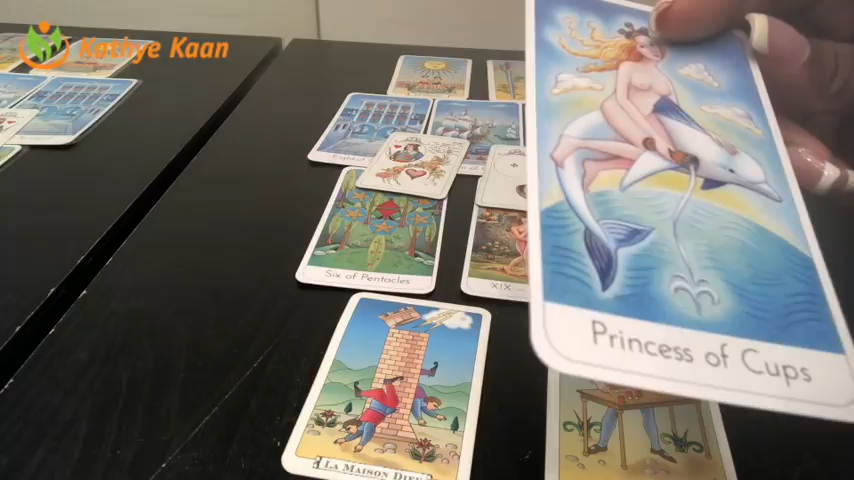 Kathye Kaan
Six of Pentacles
XIX
Princess of Cups
LA MAISON DIEU